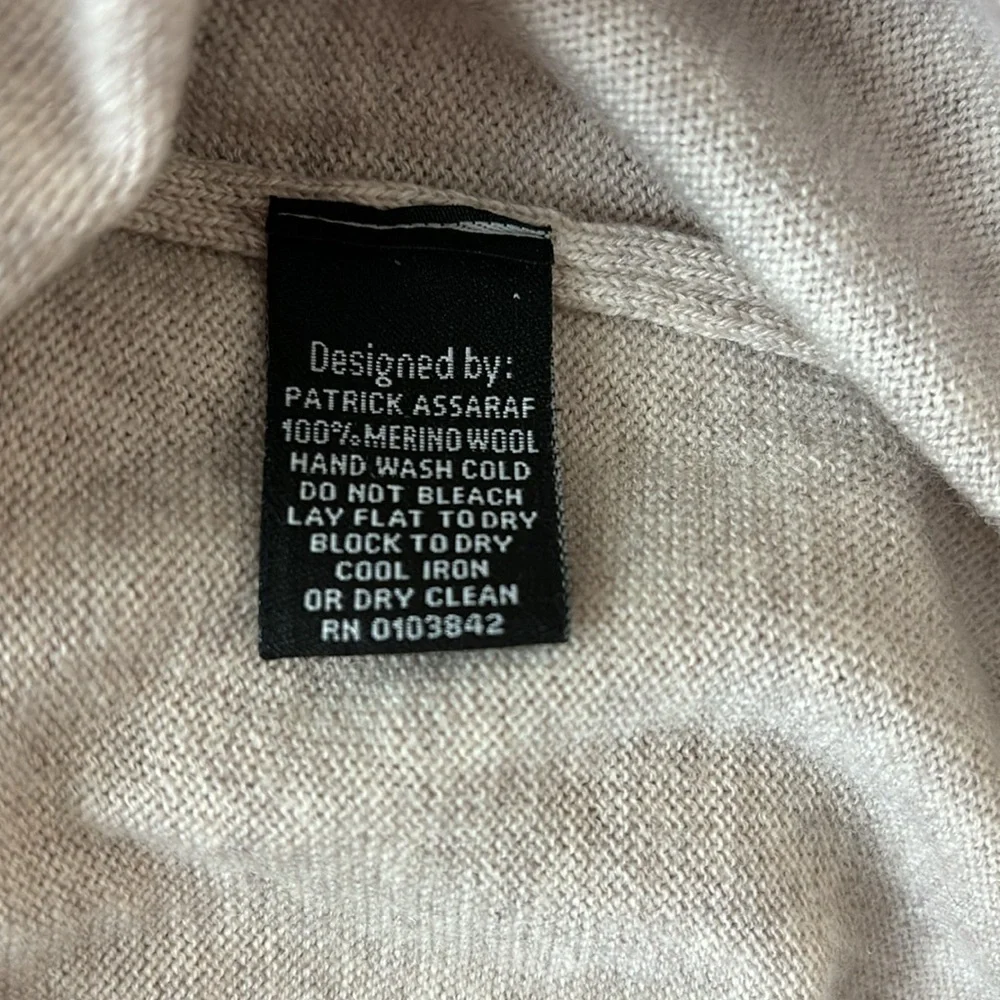 Designed by:
PATRICK ASSARAF
100% MERINO WOOL
HAND WASH COLD
DO NOT BLEACH
LAY FLAT TO DRY
BLOCK TO DRY
COOL IRON
OR DRY CLEAN
RN 0103842